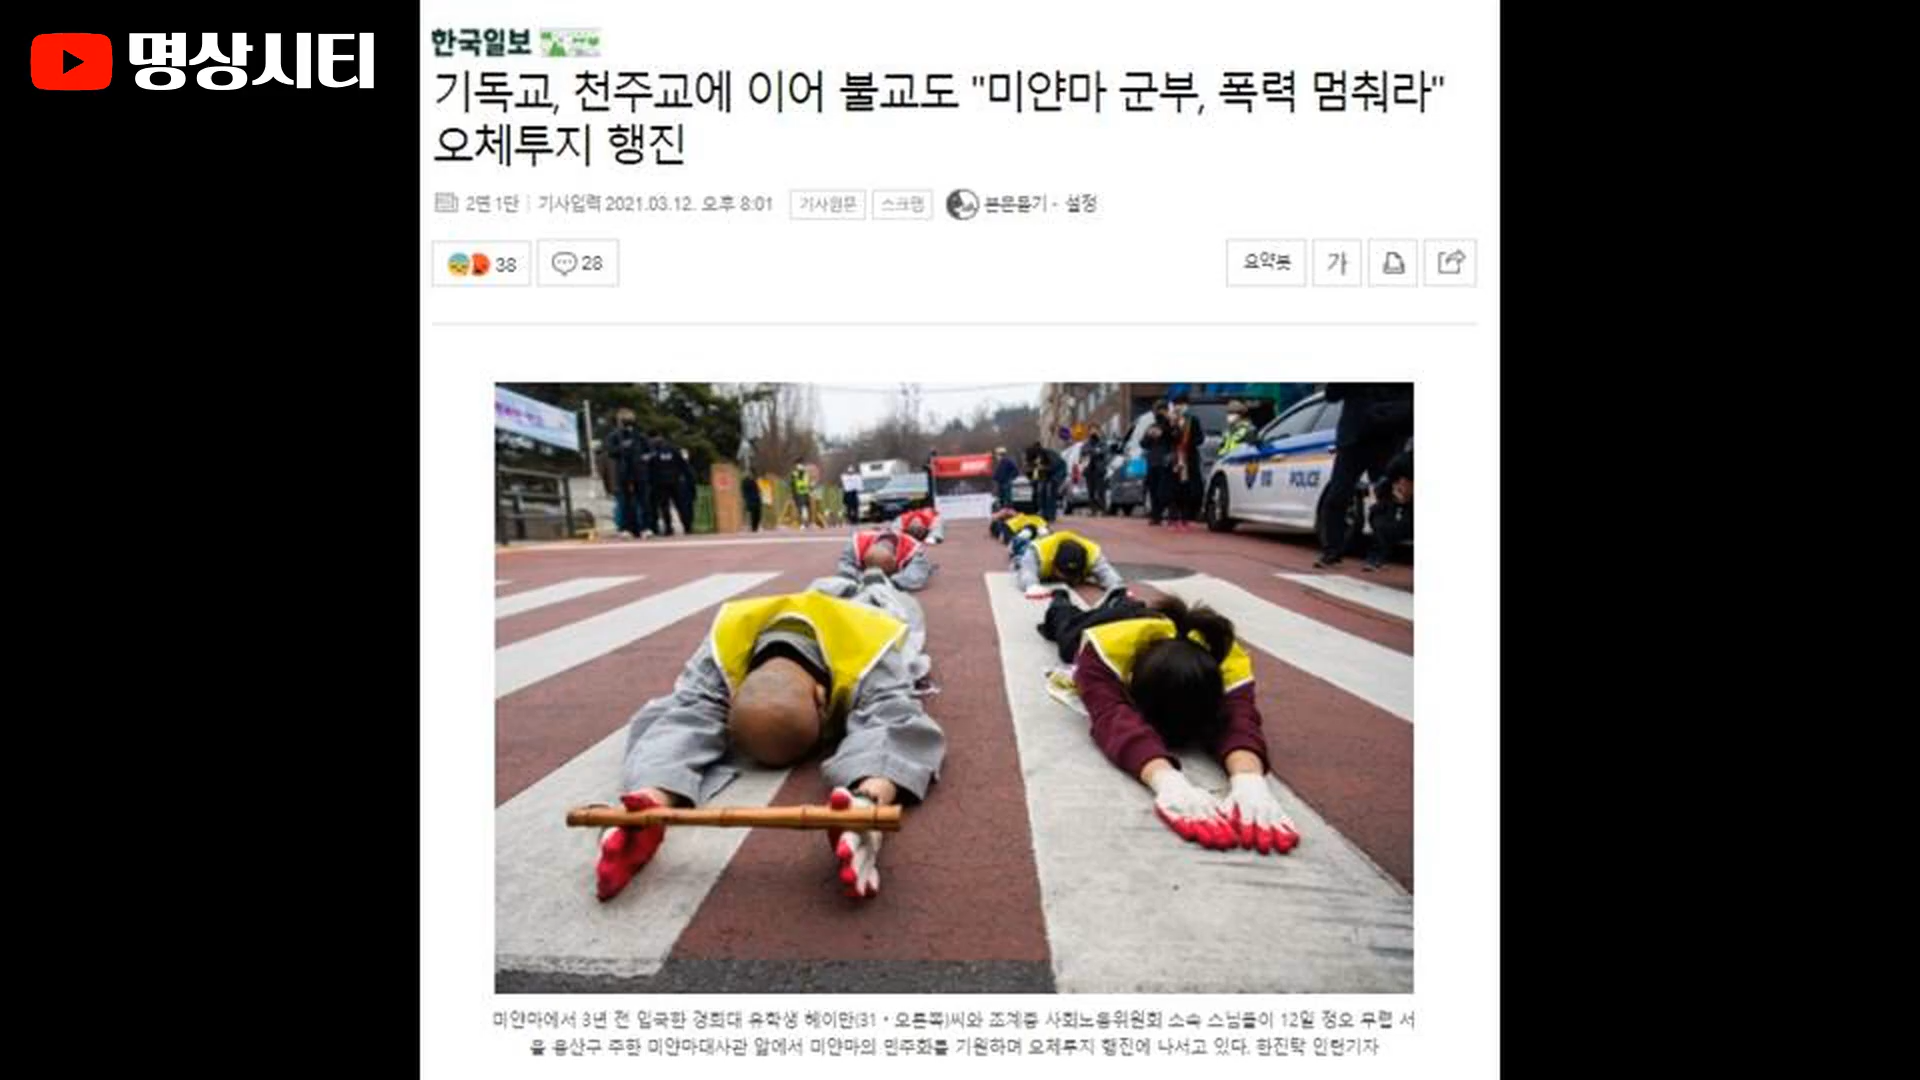 명상시티
한국일보
기독교, 천주교에 이어 불교도 "미얀마 군부, 폭력 멈춰라"
오체투지 행진
2면 1단 기사입력 2021.03.12. 오후 8:01 기사원문 스크랩 본문듣기 - 설정
38 28 요약봇 가
POLICE
미얀마에서 3년 전 입국한 경희대 유학생 헤이만(31·오른쪽)씨와 조계종 사회노동위원회 소속 스님들이 12일 정오 무렵 서
울 용산구 주한 미얀마대사관 앞에서 미얀마의 민주화를 기원하며 오체투지 행진에 나서고 있다. 한진탁 인턴기자